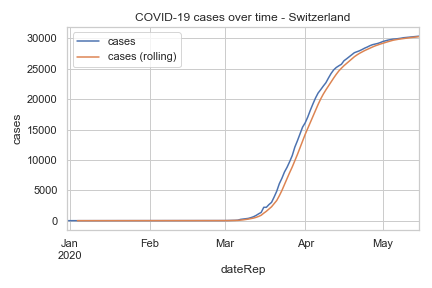 COVID-19 cases over time - Switzerland
cases
cases (rolling)
cases
30000
25000
20000
15000
10000
5000
0
Jan
2020
Feb
Mar
Apr
May
dateRep